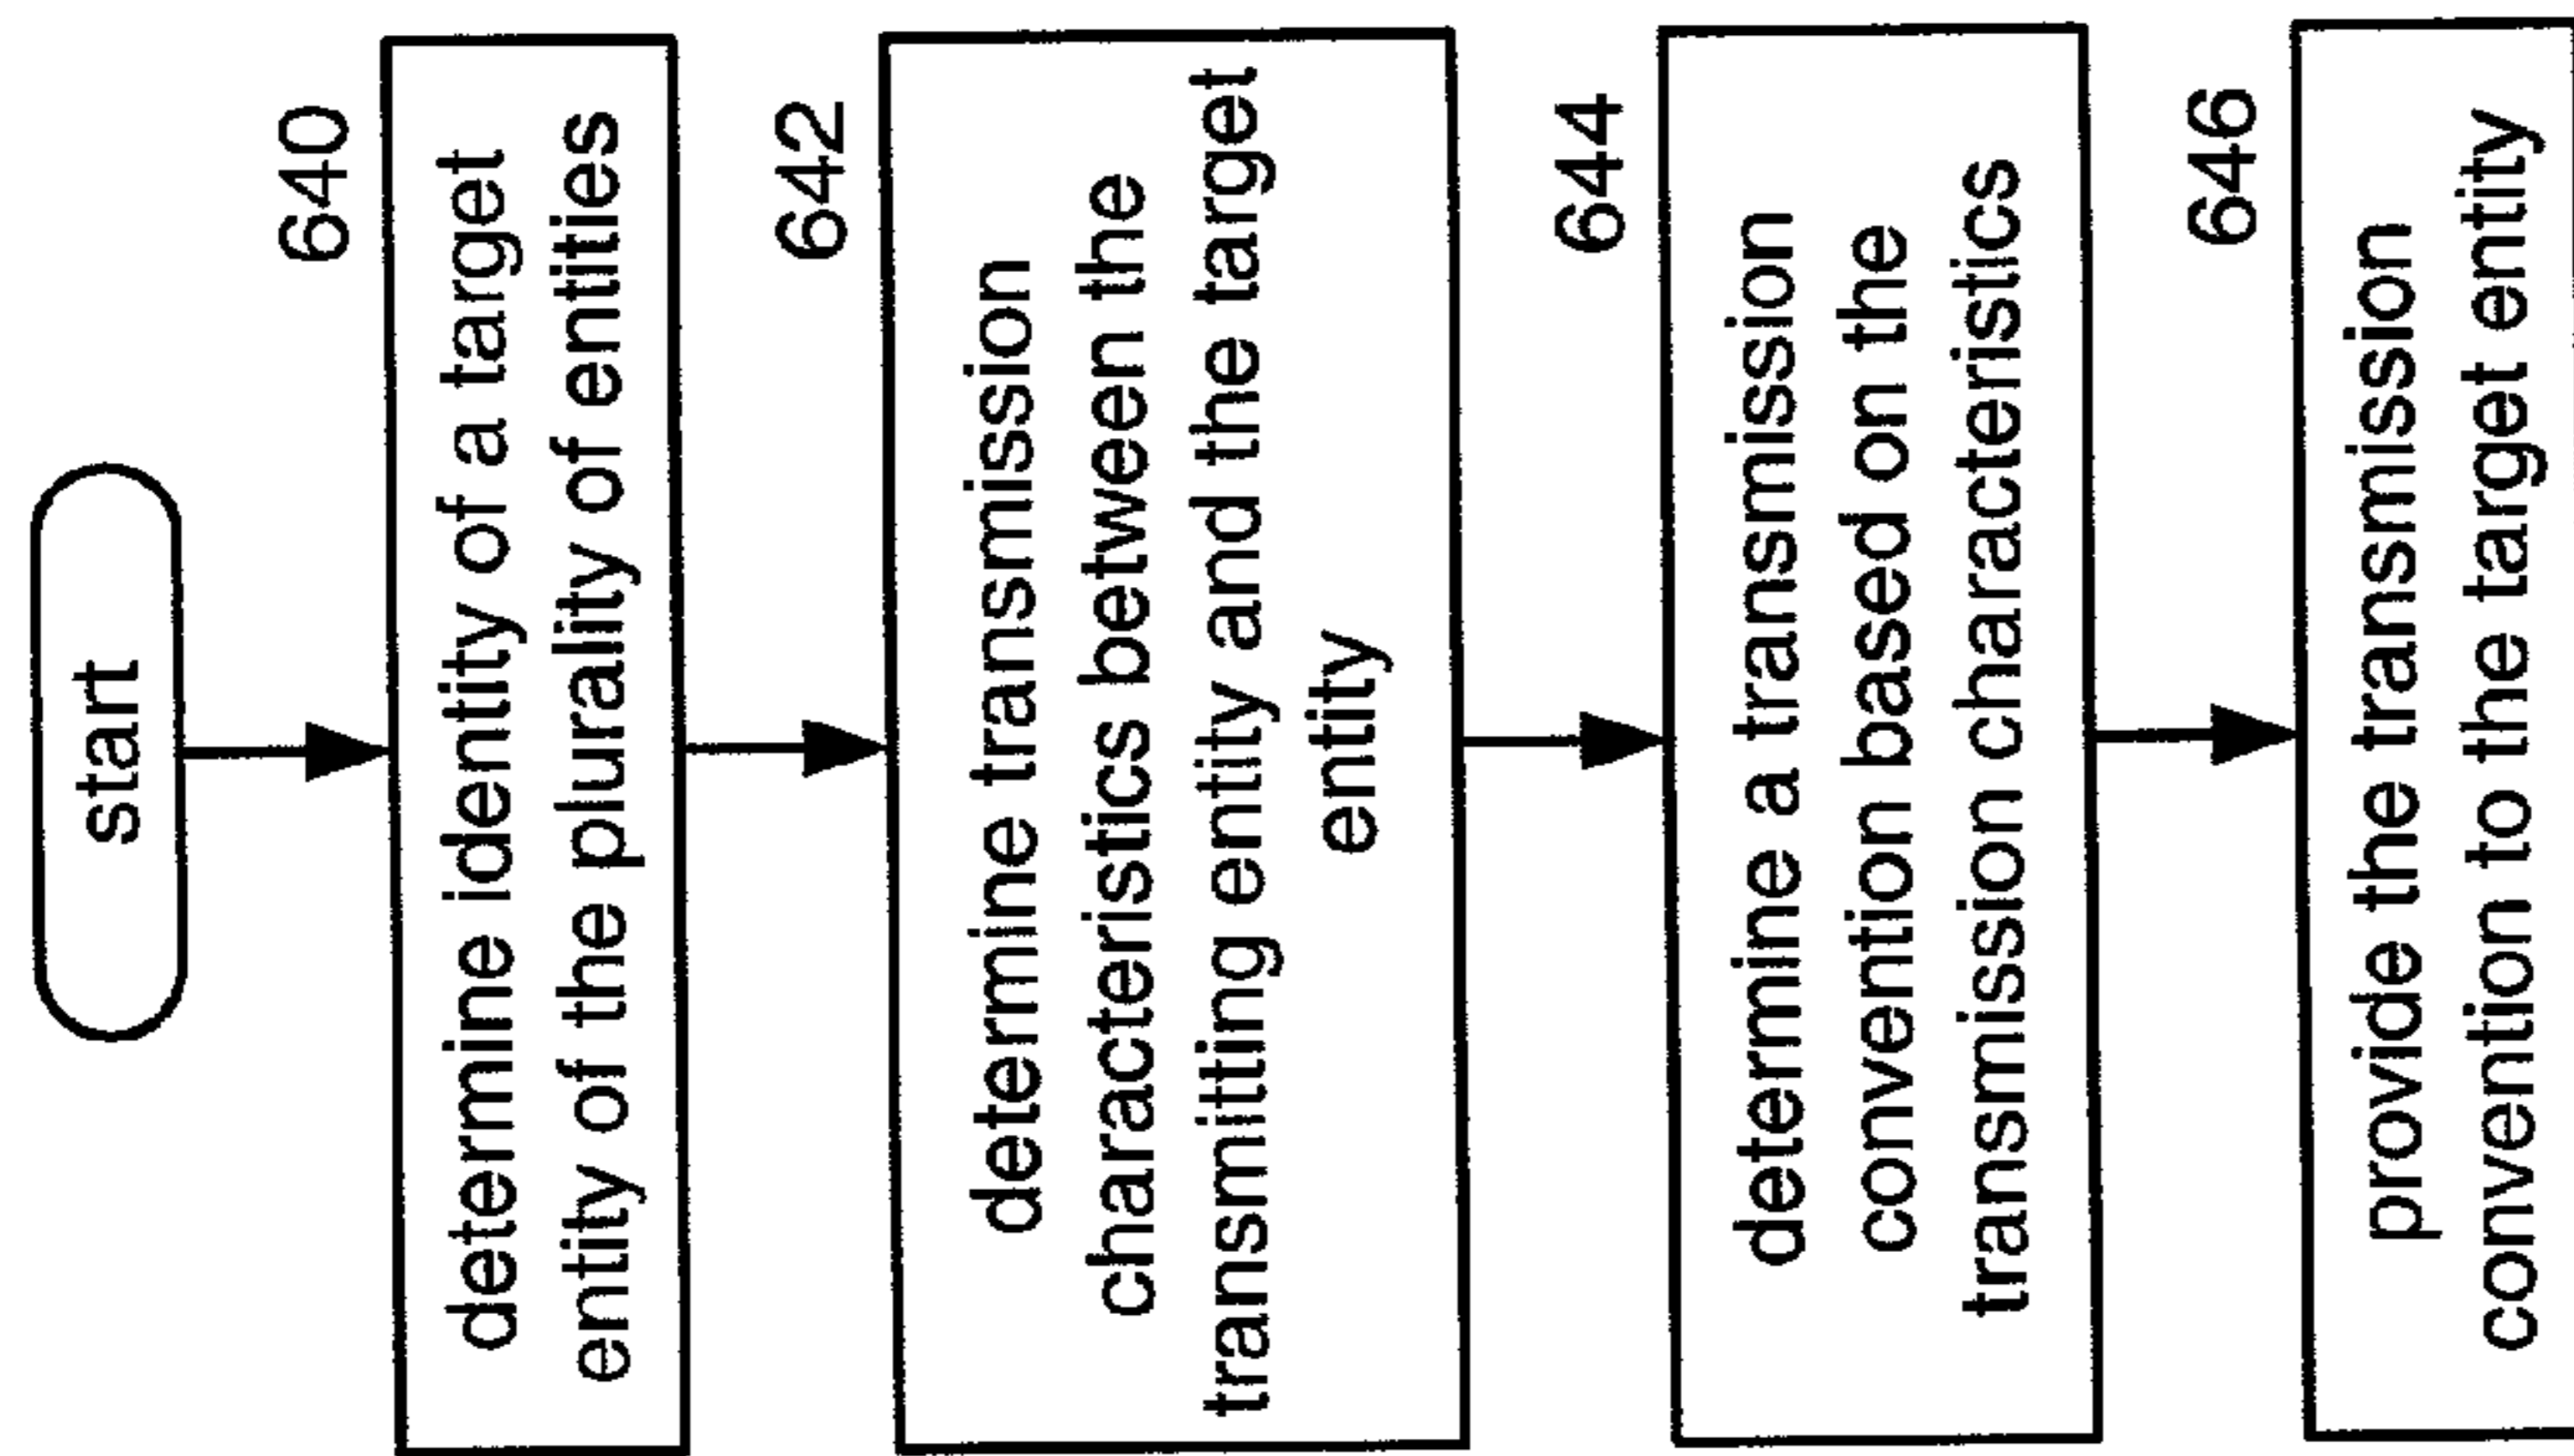 start
640
determine identity of a target
entity of the plurality of entities
642
determine transmission
characteristics between the
transmitting entity and the target
entity
644
determine a transmission
convention based on the
transmission characteristics
646
provide the transmission
convention to the target entity